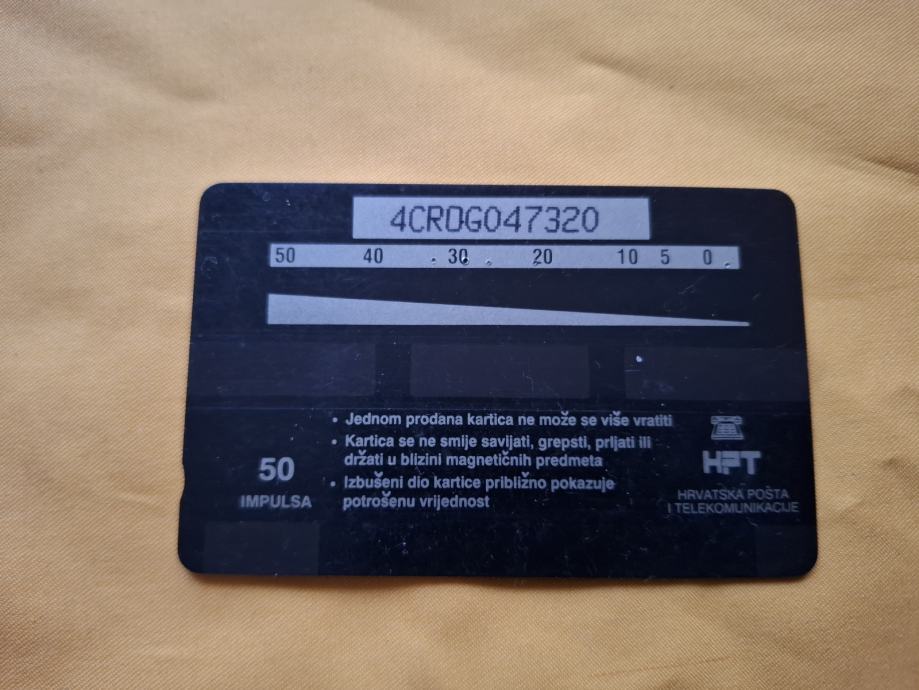 4CRDG047320
50 40 30 20 10 5 0
• Jednom prodana kartica ne može se više vratiti
• Kartica se ne smije savijati, grepsti, prljati ili
držati u blizini magnetičnih predmeta
• Izbušeni dio kartice približno pokazuje
potrošenu vrijednost
50
IMPULSA
HPT
HRVATSKA POŠTA
I TELEKOMUNIKACIJE